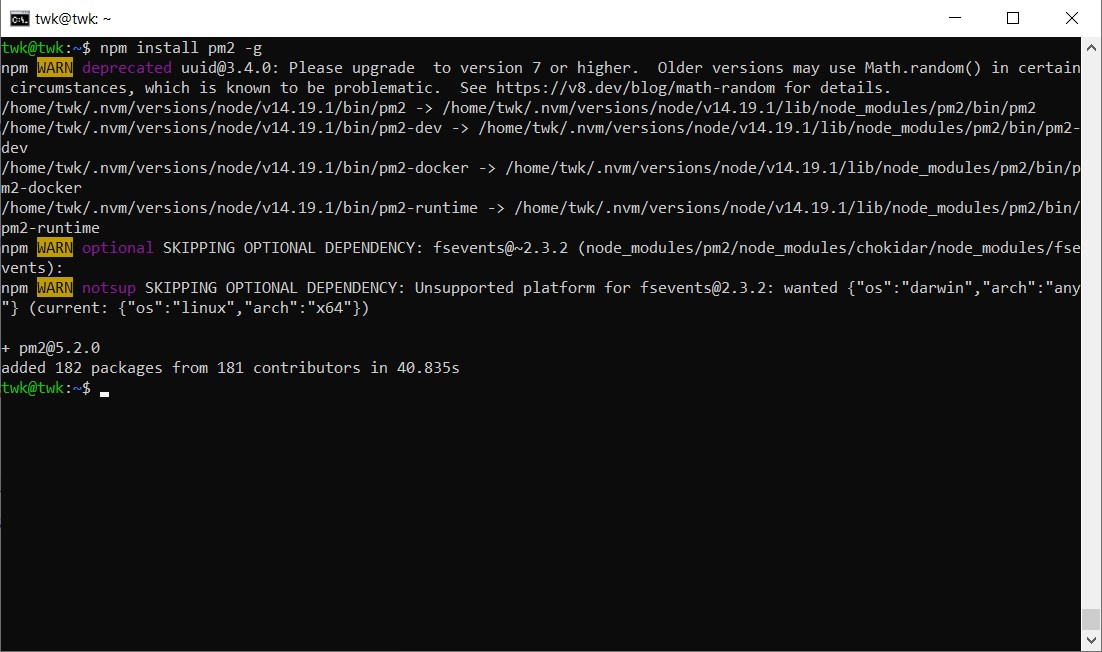 twk@twk: ~
twk@twk:~$ npm install pm2 -g
npm WARN deprecated uuid@3.4.0: Please upgrade  to version 7 or higher.  Older versions may use Math.random() in certain
 circumstances, which is known to be problematic.  See https://v8.dev/blog/math-random for details.
/home/twk/.nvm/versions/node/v14.19.1/bin/pm2 -> /home/twk/.nvm/versions/node/v14.19.1/lib/node_modules/pm2/bin/pm2
/home/twk/.nvm/versions/node/v14.19.1/bin/pm2-dev -> /home/twk/.nvm/versions/node/v14.19.1/lib/node_modules/pm2/bin/pm2-
dev
/home/twk/.nvm/versions/node/v14.19.1/bin/pm2-docker -> /home/twk/.nvm/versions/node/v14.19.1/lib/node_modules/pm2/bin/p
m2-docker
/home/twk/.nvm/versions/node/v14.19.1/bin/pm2-runtime -> /home/twk/.nvm/versions/node/v14.19.1/lib/node_modules/pm2/bin/
pm2-runtime
npm WARN optional SKIPPING OPTIONAL DEPENDENCY: fsevents@~2.3.2 (node_modules/pm2/node_modules/chokidar/node_modules/fse
vents):
npm WARN notsup SKIPPING OPTIONAL DEPENDENCY: Unsupported platform for fsevents@2.3.2: wanted {"os":"darwin","arch":"any
"} (current: {"os":"linux","arch":"x64"})
+ pm2@5.2.0
added 182 packages from 181 contributors in 40.835s
twk@twk:~$